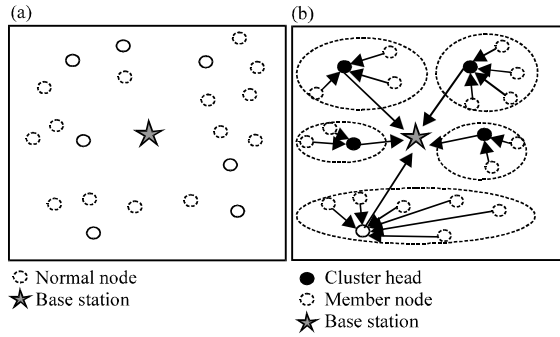 (a)
(b)
Normal node
Base station
Cluster head
Member node
Base station